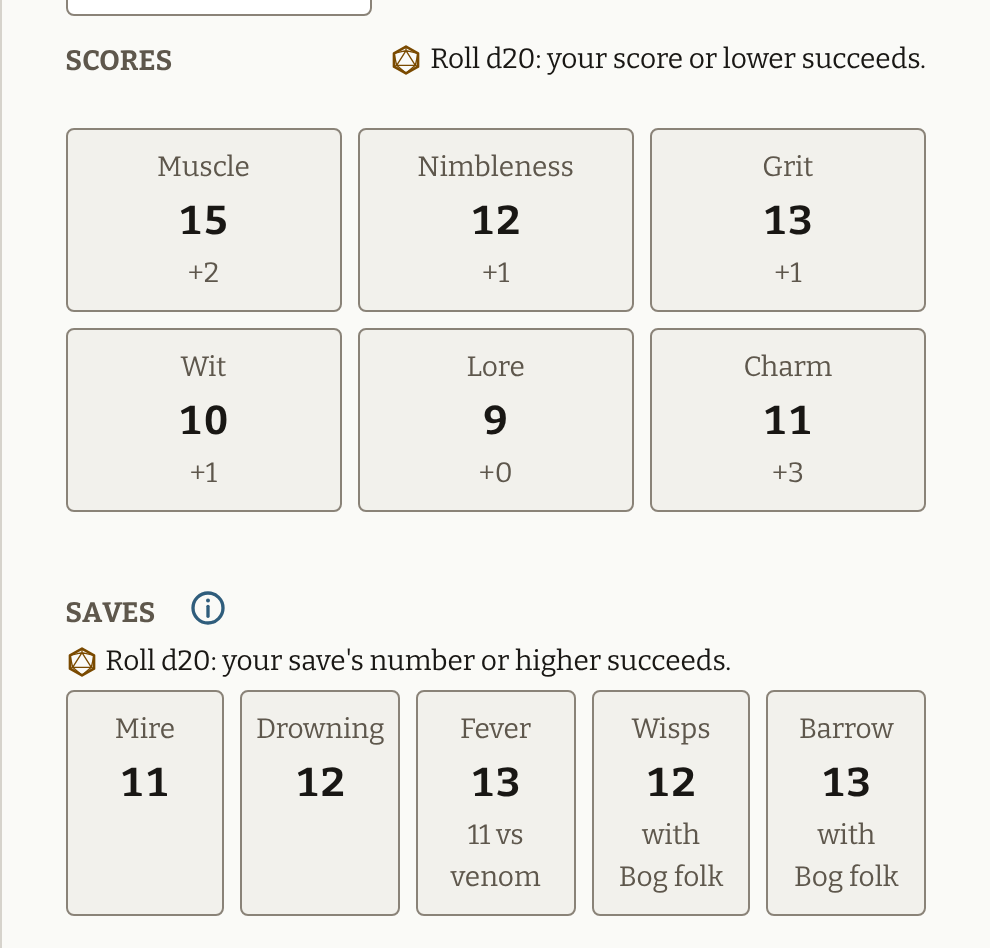 SCORES
Roll d20: your score or lower succeeds.
Muscle
15
+2
Nimbleness
12
+1
Grit
13
+1
Wit
10
+1
Lore
9
+0
Charm
11
+3
SAVES
Roll d20: your save's number or higher succeeds.
Mire
11
Drowning
12
Fever
13
11 vs
venom
Wisps
12
with
Bog folk
Barrow
13
with
Bog folk